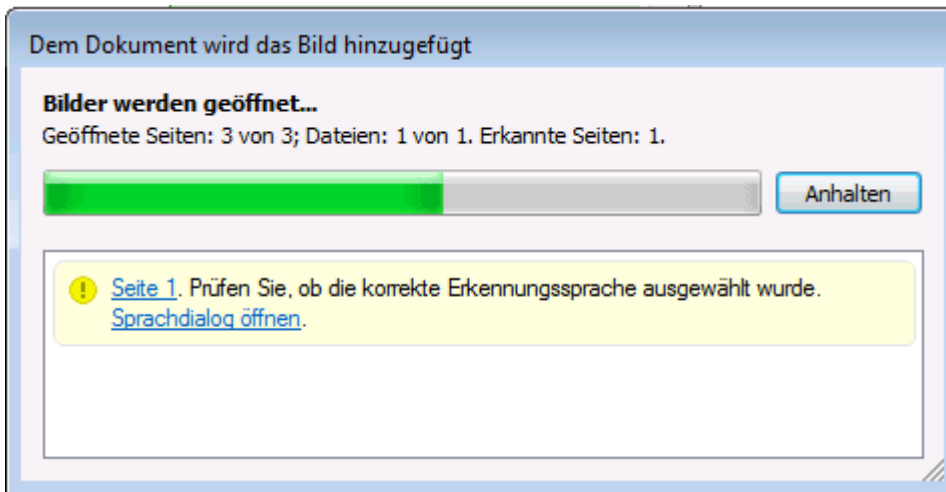 Dem Dokument wird das Bild hinzugefügt
Bilder werden geöffnet...
Geöffnete Seiten: 3 von 3; Dateien: 1 von 1. Erkannte Seiten: 1.
Anhalten
Seite 1. Prüfen Sie, ob die korrekte Erkennungssprache ausgewählt wurde.
Sprachdialog öffnen.